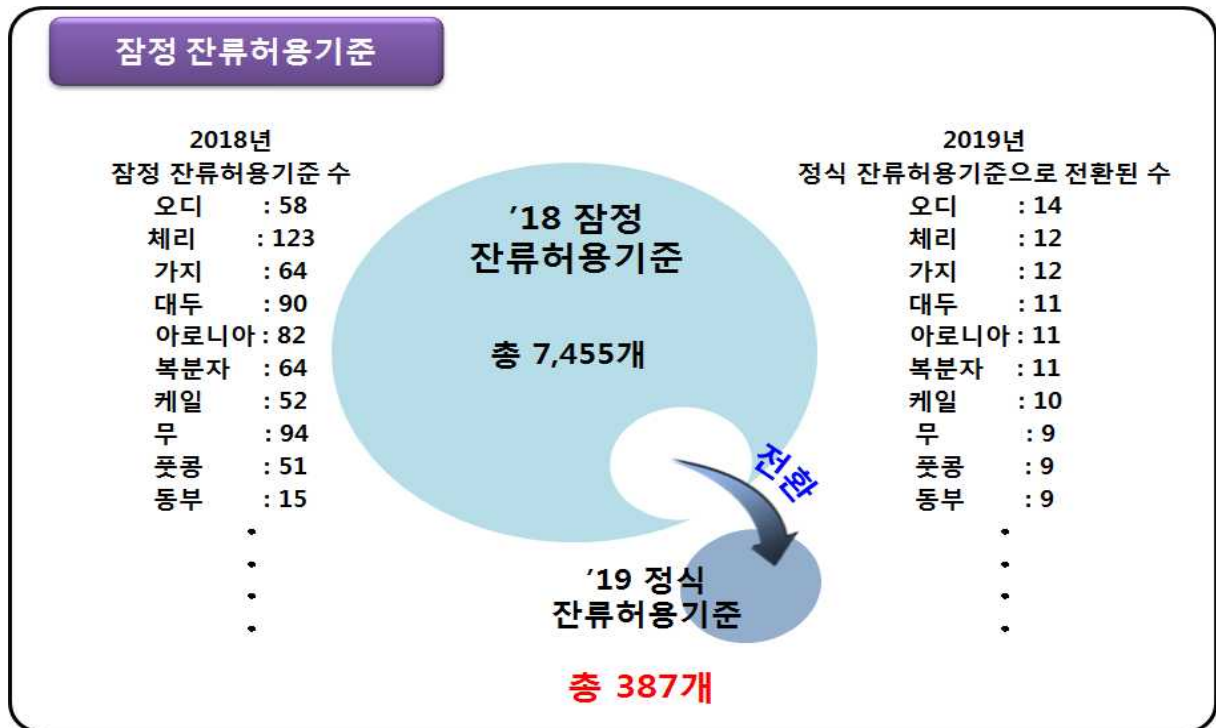 잠정 잔류허용기준
2018년
잠정 잔류허용기준 수
오디 : 58
체리 : 123
가지 : 64
대두 : 90
아로니아 : 82
복분자 : 64
케일 : 52
무 : 94
풋콩 : 51
동부 : 15
’18 잠정
잔류허용기준
총 7,455개
전환
’19 정식
잔류허용기준
총 387개
2019년
정식 잔류허용기준으로 전환된 수
오디 : 14
체리 : 12
가지 : 12
대두 : 11
아로니아 : 11
복분자 : 11
케일 : 10
무 : 9
풋콩 : 9
동부 : 9